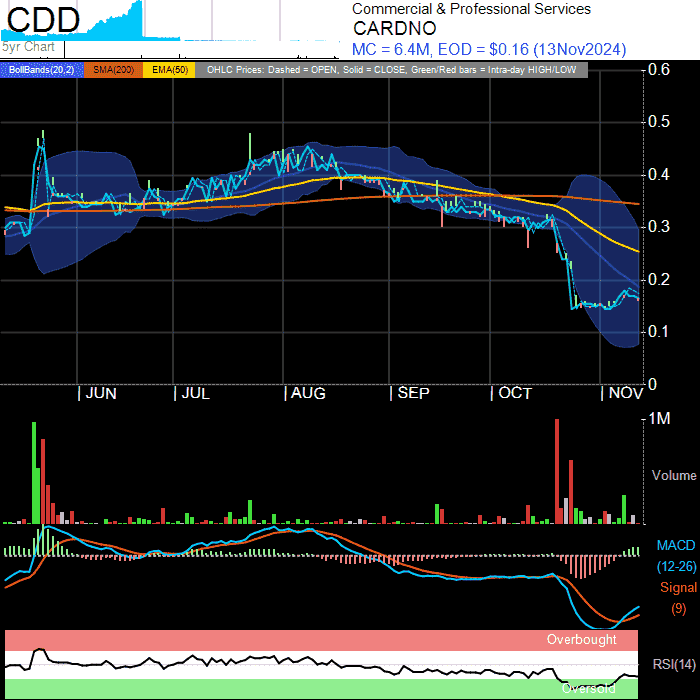 CDD
Commercial & Professional Services
CARDNO
5yr Chart
MC = 6.4M, EOD = $0.16 (13Nov2024)
BollBands(20,2) SMA(200) EMA(50) OHLC Prices: Dashed = OPEN, Solid = CLOSE, Green/Red bars = Intra-day HIGH/LOW
0.6
0.5
0.4
0.3
0.2
0.1
0
| JUN | JUL | AUG | SEP | OCT | NOV
1M
Volume
MACD
(12-26)
Signal
(9)
Overbought
RSI(14)
Oversold